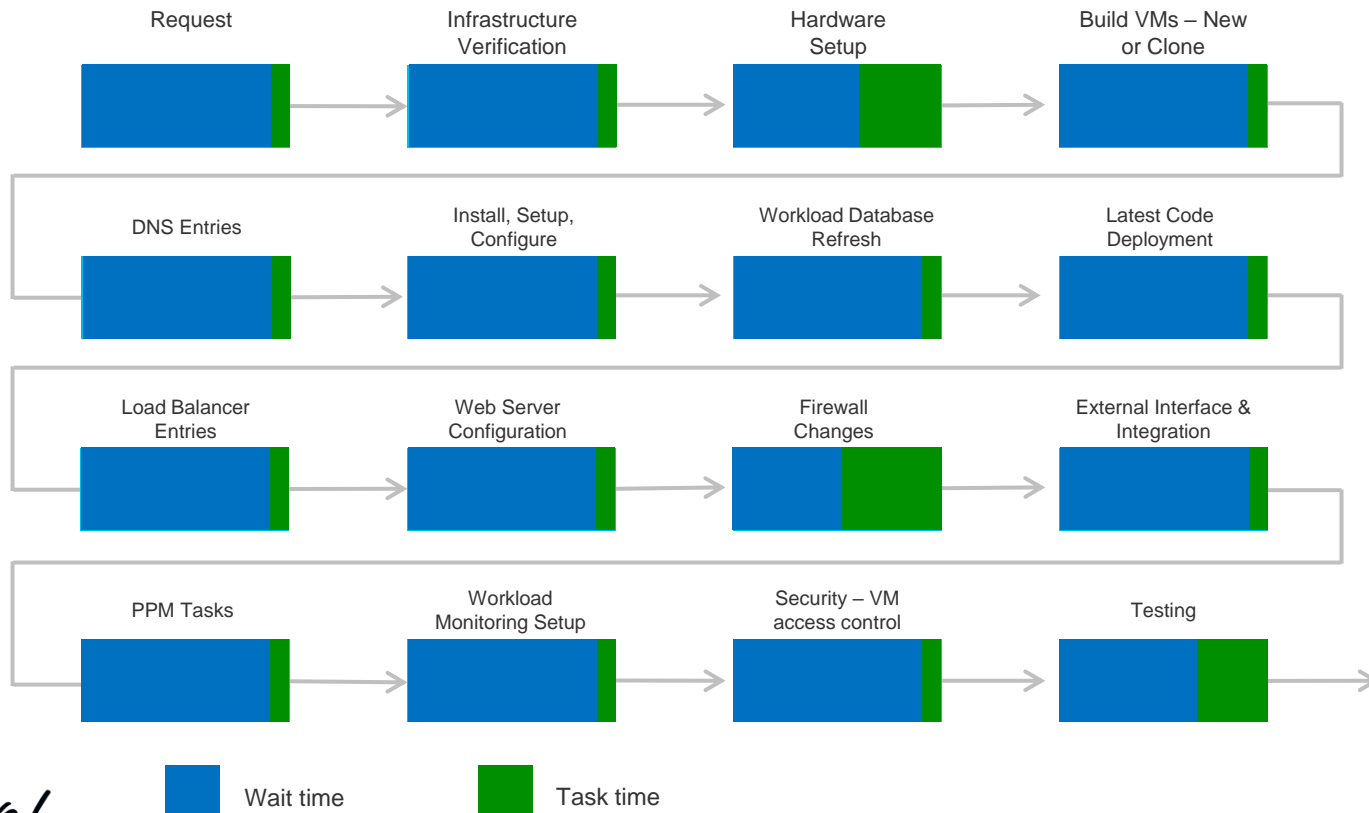 Request
Infrastructure
Verification
Hardware
Setup
Build VMs – New
or Clone
DNS Entries
Install, Setup,
Configure
Workload Database
Refresh
Latest Code
Deployment
Load Balancer
Entries
Web Server
Configuration
Firewall
Changes
External Interface &
Integration
PPM Tasks
Workload
Monitoring Setup
Security – VM
access control
Testing
Wait time
Task time